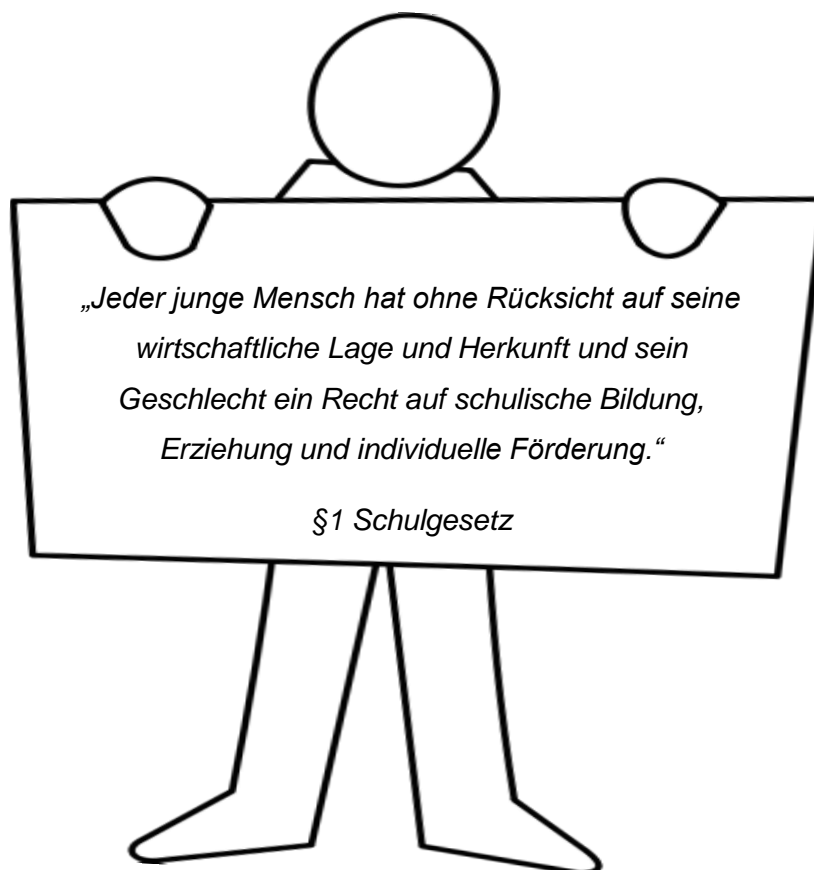 „Jeder junge Mensch hat ohne Rücksicht auf seine
wirtschaftliche Lage und Herkunft und sein
Geschlecht ein Recht auf schulische Bildung,
Erziehung und individuelle Förderung.“
§1 Schulgesetz